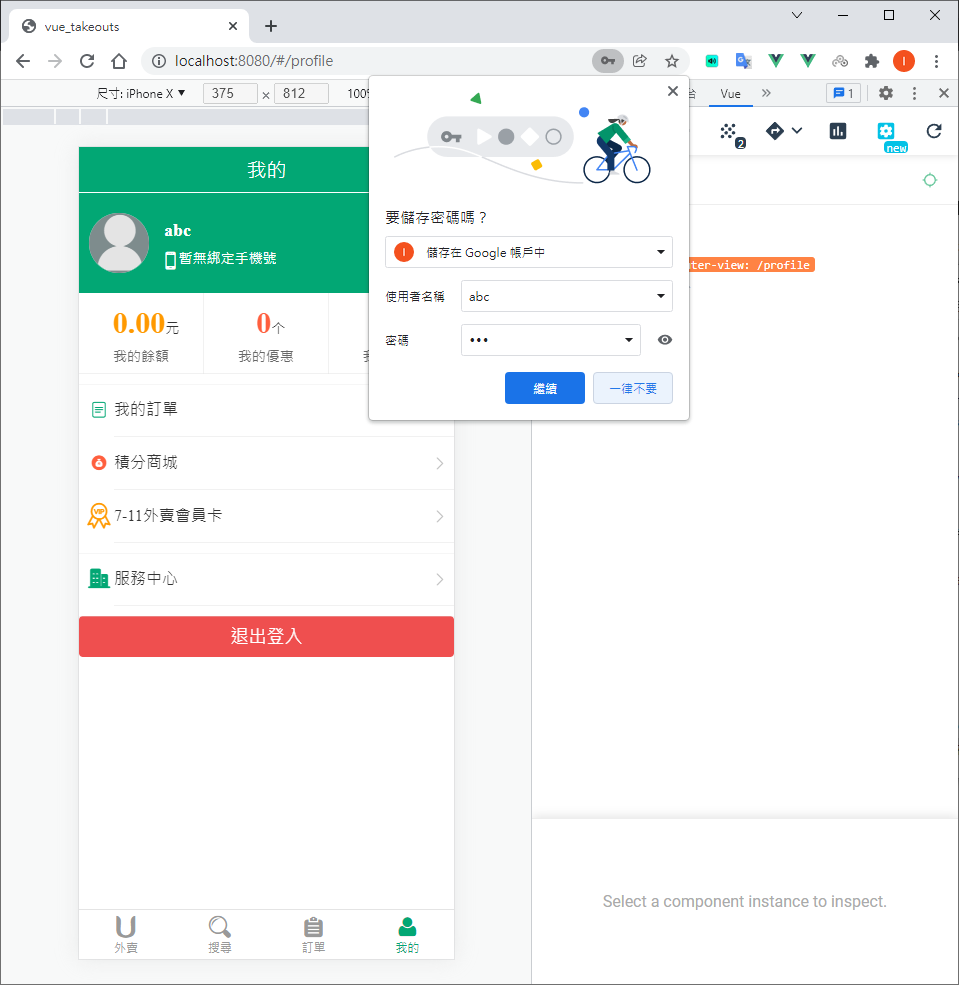 vue_takeouts
localhost:8080/#/profile
I
尺寸: iPhone X ▼ 375 × 812 100%
台 Vue » 1
2 new
我的
abc
暫無綁定手機號
0.00元
我的餘額
0个
我的優惠
我的訂單
積分商城
VIP
7-11外賣會員卡
服務中心
退出登入
外賣
搜尋
訂單
我的
要儲存密碼嗎？
I 儲存在 Google 帳戶中
使用者名稱 abc
密碼 •••
繼續 一律不要
ter-view: /profile
Select a component instance to inspect.